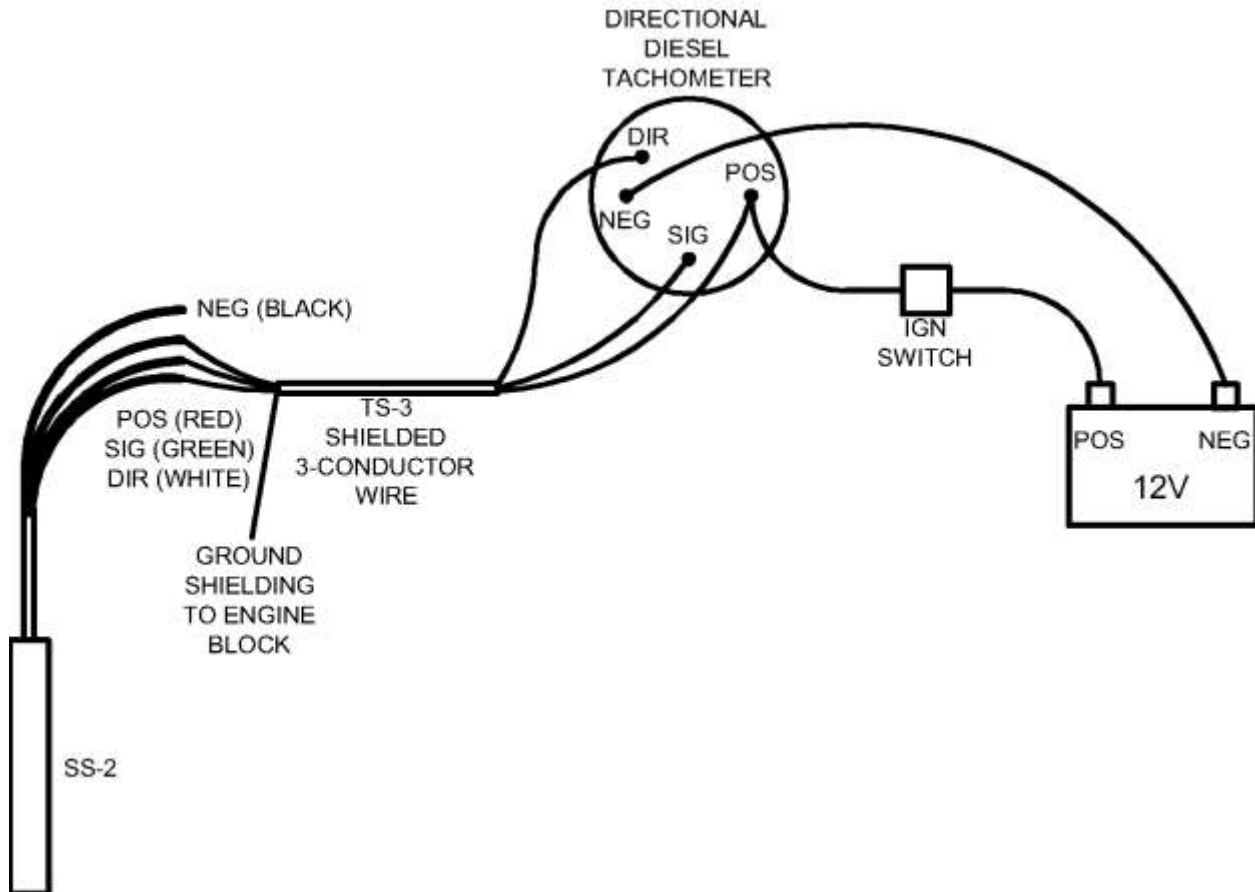 DIRECTIONAL
DIESEL
TACHOMETER
DIR
POS
NEG
SIG
NEG (BLACK)
IGN
SWITCH
POS (RED)
SIG (GREEN)
DIR (WHITE)
TS-3
SHIELDED
3-CONDUCTOR
WIRE
POS
NEG
12V
GROUND
SHIELDING
TO ENGINE
BLOCK
SS-2